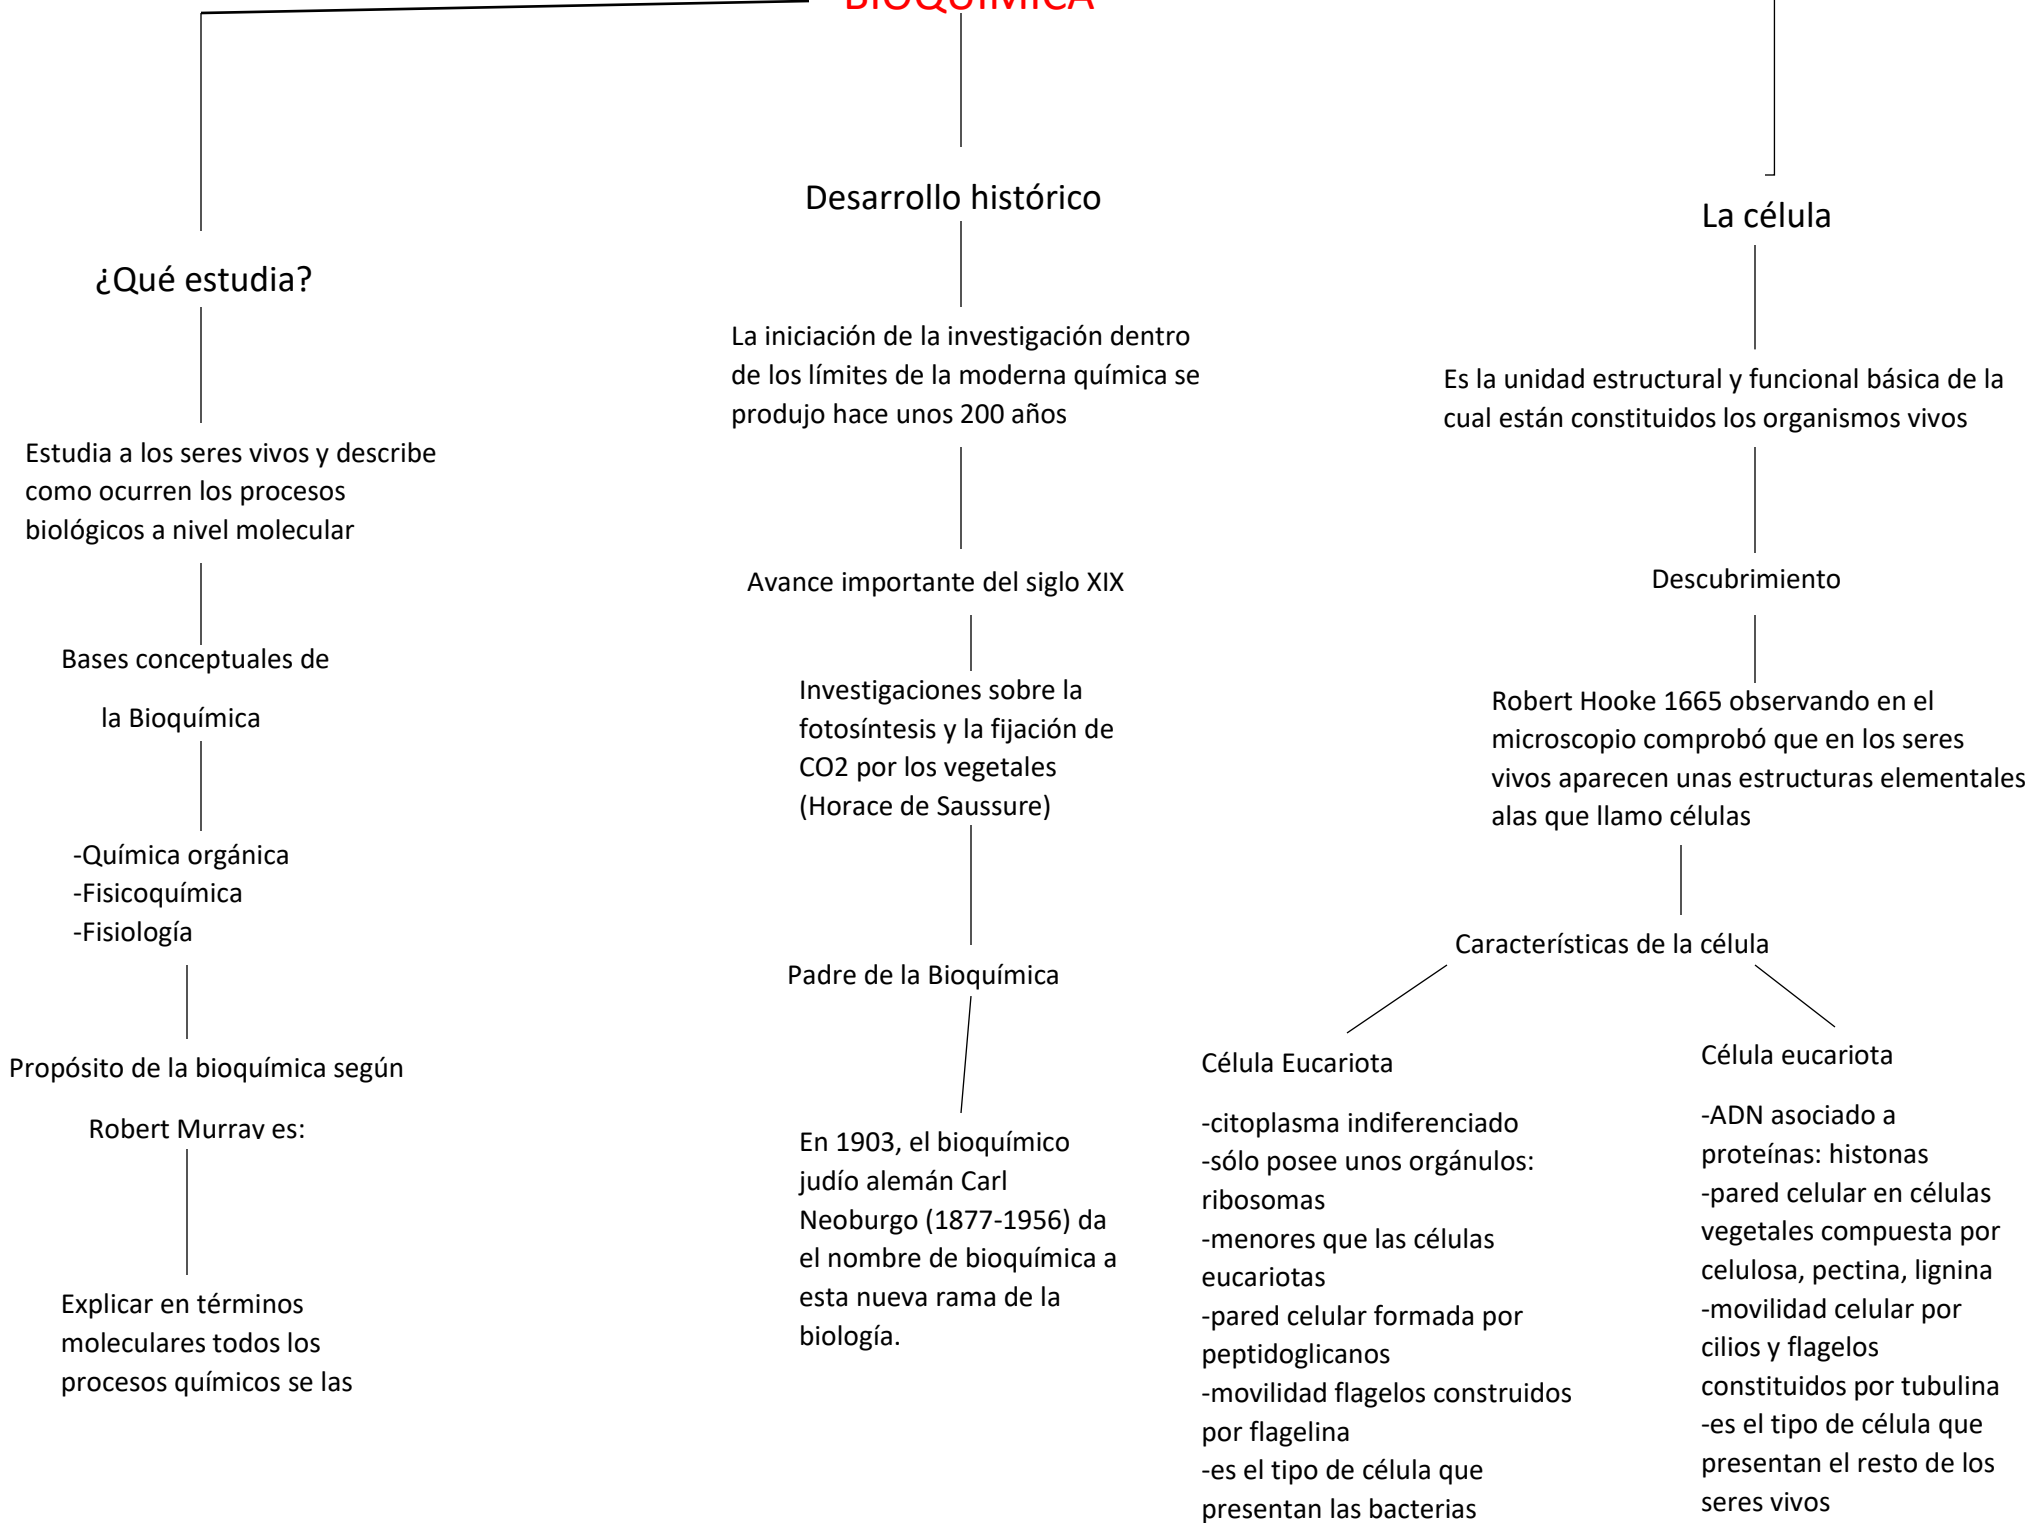 BIOQUIMICA
¿Qué estudia?
Estudia a los seres vivos y describe
como ocurren los procesos
biológicos a nivel molecular
Bases conceptuales de
la Bioquímica
-Química orgánica
-Fisicoquímica
-Fisiología
Propósito de la bioquímica según
Robert Murray es:
Explicar en términos
moleculares todos los
procesos químicos se las
Desarrollo histórico
La iniciación de la investigación dentro
de los límites de la moderna química se
produjo hace unos 200 años
Avance importante del siglo XIX
Investigaciones sobre la
fotosíntesis y la fijación de
CO2 por los vegetales
(Horace de Saussure)
Padre de la Bioquímica
En 1903, el bioquímico
judío alemán Carl
Neoburgo (1877-1956) da
el nombre de bioquímica a
esta nueva rama de la
biología.
La célula
Es la unidad estructural y funcional básica de la
cual están constituidos los organismos vivos
Descubrimiento
Robert Hooke 1665 observando en el
microscopio comprobó que en los seres
vivos aparecen unas estructuras elementales
alas que llamo células
Características de la célula
Célula Eucariota
-citoplasma indiferenciado
-sólo posee unos orgánulos:
ribosomas
-menores que las células
eucariotas
-pared celular formada por
peptidoglicanos
-movilidad flagelos construidos
por flagelina
-es el tipo de célula que
presentan las bacterias
Célula eucariota
-ADN asociado a
proteínas: histonas
-pared celular en células
vegetales compuesta por
celulosa, pectina, lignina
-movilidad celular por
cilios y flagelos
constituidos por tubulina
-es el tipo de célula que
presentan el resto de los
seres vivos